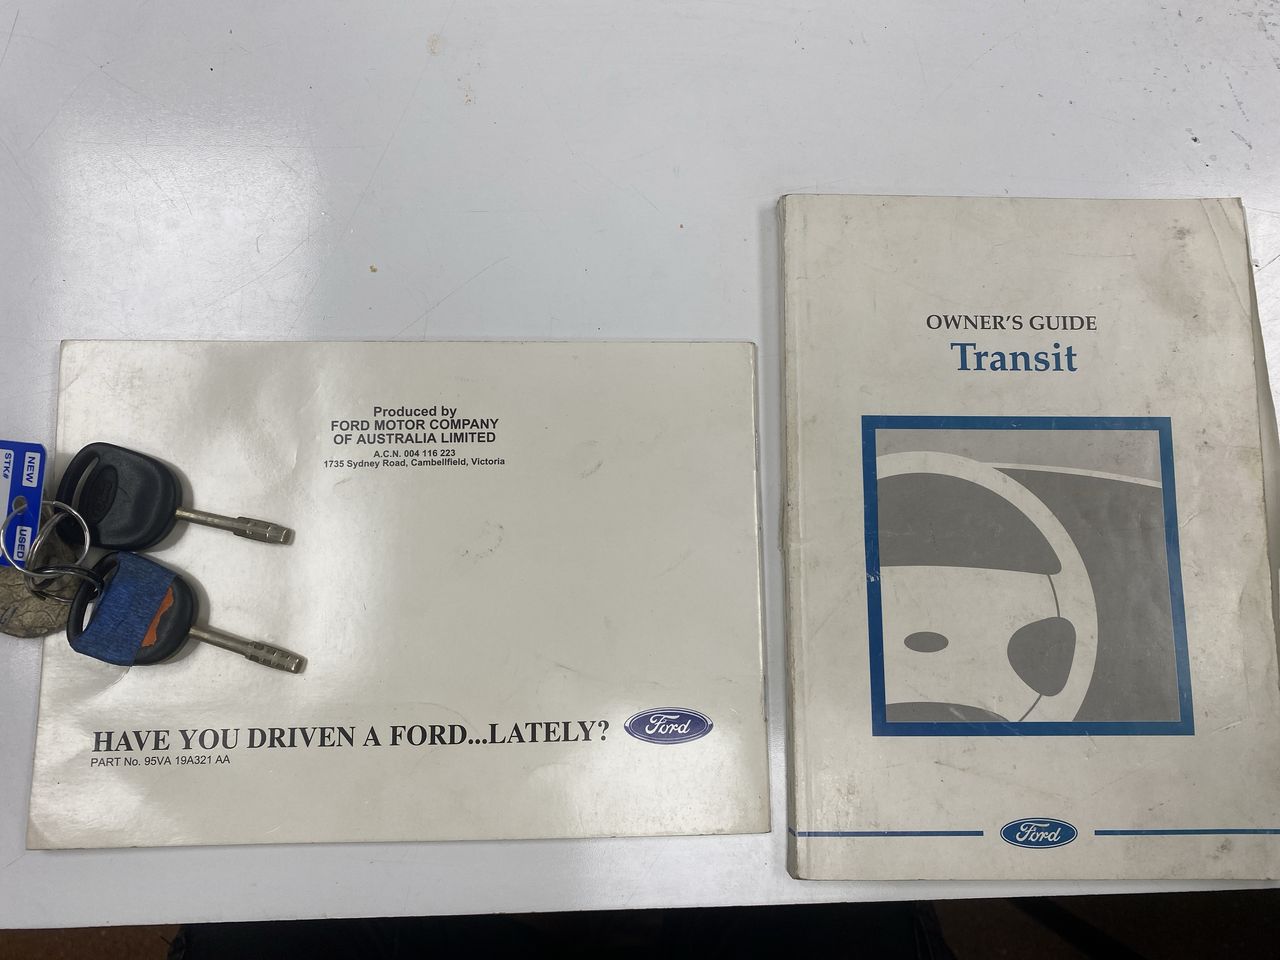 Produced by
FORD MOTOR COMPANY
OF AUSTRALIA LIMITED
A.C.N. 004 116 223
1735 Sydney Road, Cambellfield, Victoria
HAVE YOU DRIVEN A FORD...LATELY?
Ford
PART No. 95VA 19A321 AA
NEW
STK#
USED
OWNER'S GUIDE
Transit
Ford